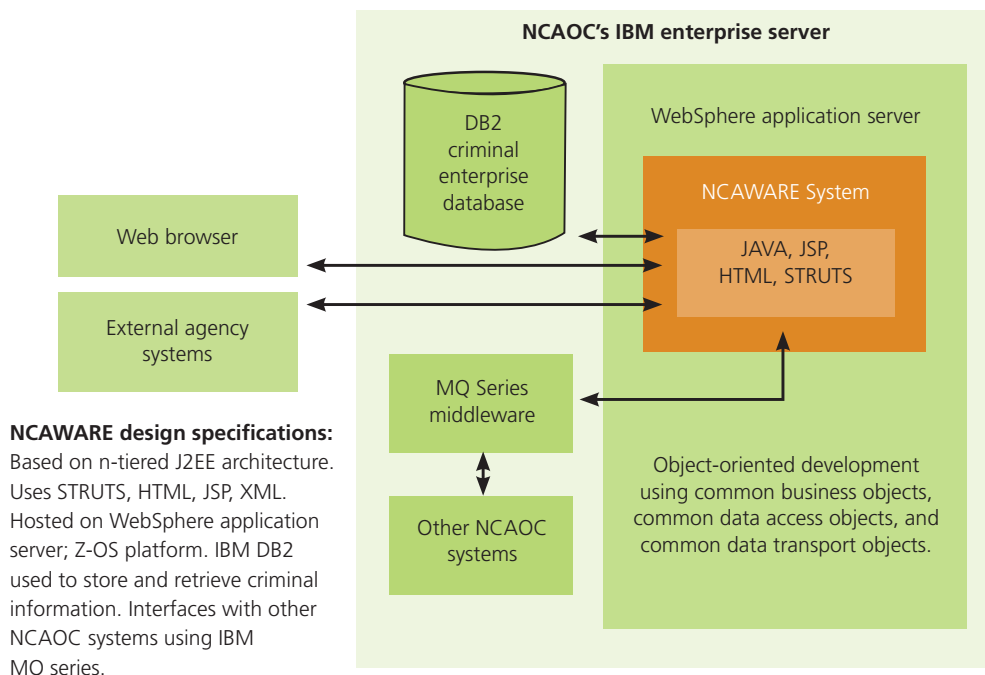 NCAOC's IBM enterprise server
DB2
criminal
enterprise
database
WebSphere application server
NCAWARE System
JAVA, JSP,
HTML, STRUTS
Web browser
External agency
systems
MQ Series
middleware
Other NCAOC
systems
Object-oriented development
using common business objects,
common data access objects, and
common data transport objects.
NCAWARE design specifications:
Based on n-tiered J2EE architecture.
Uses STRUTS, HTML, JSP, XML.
Hosted on WebSphere application
server; Z-OS platform. IBM DB2
used to store and retrieve criminal
information. Interfaces with other
NCAOC systems using IBM
MQ series.